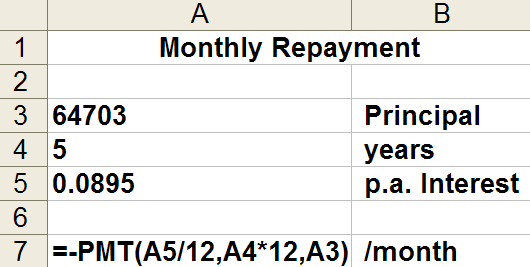 A B
1 Monthly Repayment
2
3 64703 Principal
4 5 years
5 0.0895 p.a. Interest
6
7 =-PMT(A5/12,A4*12,A3) /month